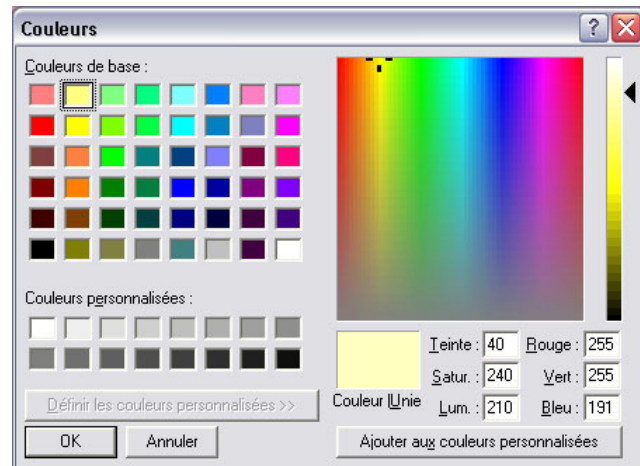 Couleurs
Couleurs de base :
Couleurs personnalisées :
Définir les couleurs personnalisées >>
OK Annuler
Couleur Unie
Teinte : 40 Rouge : 255
Satur. : 240 Vert : 255
Lum. : 210 Bleu : 191
Ajouter aux couleurs personnalisées